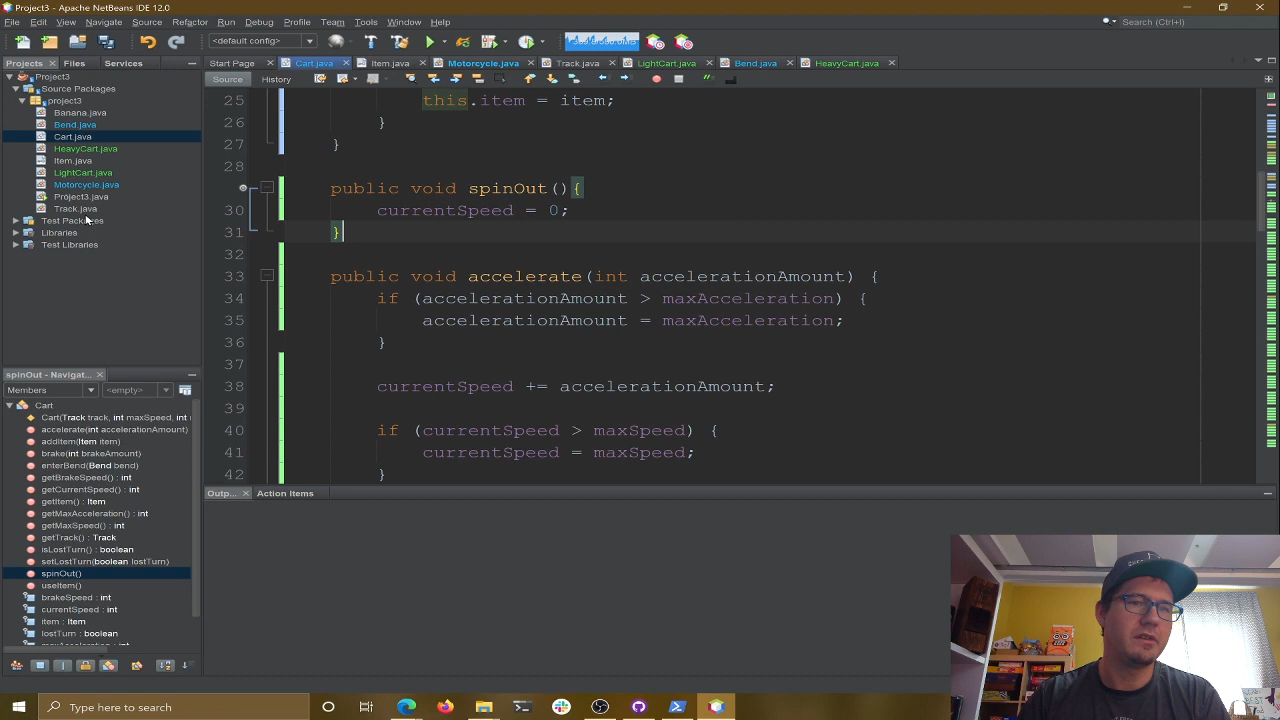 Project3 - Apache NetBeans IDE 12.0
File Edit View Navigate Source Refactor Run Debug Profile Team Tools Window Help
Search (Ctrl+I)
<default config>
Projects Files Services
Start Page Cart.java Item.java Motorcycle.java Track.java LightCart.java Bend.java HeavyCart.java
Source History
Project3
Source Packages
project3
Banana.java
Bend.java
Cart.java
HeavyCart.java
Item.java
LightCart.java
Motorcycle.java
Project3.java
Track.java
Test Packages
Libraries
Test Libraries
25 this.item = item;
26 }
27 }
28
public void spinOut(){
30 currentSpeed = 0;
31 }
32
33 public void accelerate(int accelerationAmount) {
34 if (accelerationAmount > maxAcceleration) {
35 accelerationAmount = maxAcceleration;
36 }
37
38 currentSpeed += accelerationAmount;
39
40 if (currentSpeed > maxSpeed) {
41 currentSpeed = maxSpeed;
42 }
spinOut - Navigat...
Members <empty>
Cart
Cart(Track track, int maxSpeed, int
accelerate(int accelerationAmount)
addItem(Item item)
brake(int brakeAmount)
enterBend(Bend bend)
getBrakeSpeed() : int
getCurrentSpeed() : int
getItem() : Item
getMaxAcceleration() : int
getMaxSpeed() : int
getTrack() : Track
isLostTurn() : boolean
setLostTurn(boolean lostTurn)
spinOut()
useItem()
brakeSpeed : int
currentSpeed : int
item : Item
lostTurn : boolean
Outp... Action Items
Type here to search